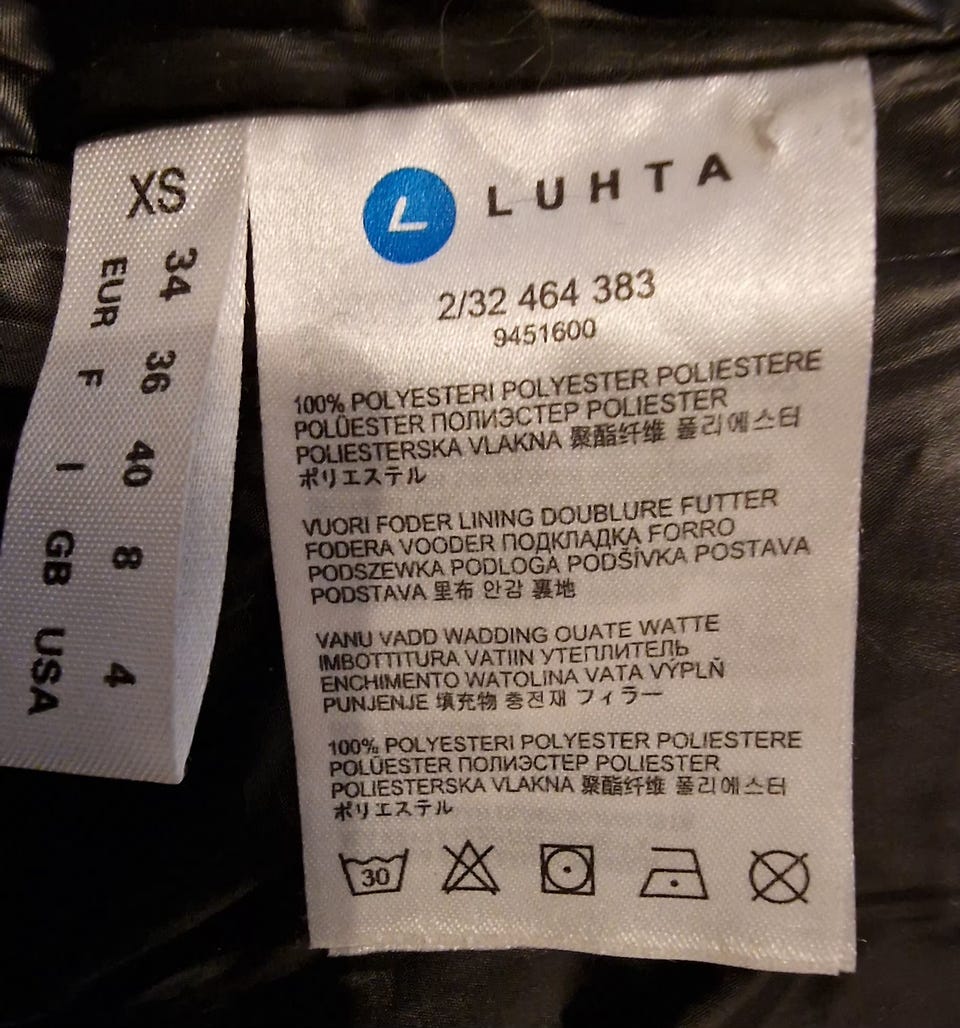 XS
34 36 40 8 4
EUR F I GB USA
L LUHTA
2/32 464 383
9451600
100% POLYESTERI POLYESTER POLIESTERE
POLÜESTER ПОЛИЭСТЕР POLIESTER
POLIESTERSKA VLAKNA 聚酯纤维 폴리에스터
ポリエステル
VUORI FODER LINING DOUBLURE FUTTER
FODERA VOODER ПОДКЛАДКА FORRO
PODSZEWKA PODLOGA PODŠÍVKA POSTAVA
PODSTAVA 里布 안감 裏地
VANU VADD WADDING OUATE WATTE
IMBOTTITURA VATIIN УТЕПЛИТЕЛЬ
ENCHIMENTO WATOLINA VATA VÝPLŇ
PUNJENJE 填充物 충전재 フィラー
100% POLYESTERI POLYESTER POLIESTERE
POLÜESTER ПОЛИЭСТЕР POLIESTER
POLIESTERSKA VLAKNA 聚酯纤维 폴리에스터
ポリエステル
30